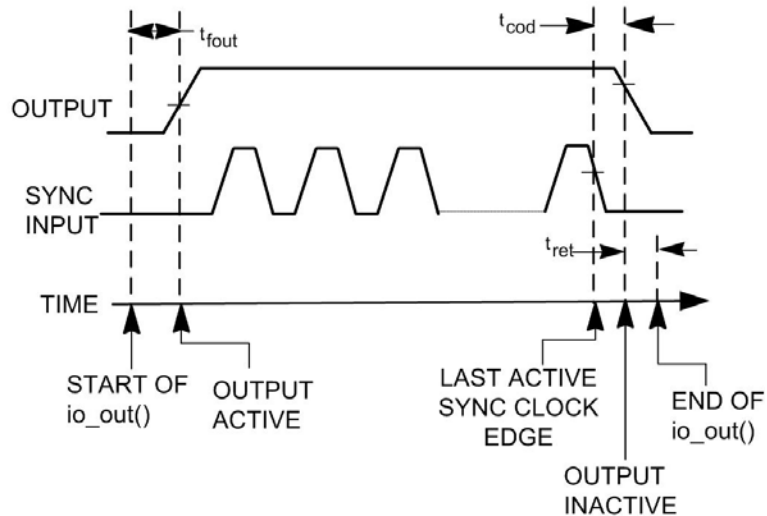 tfout
tcod
OUTPUT
SYNC
INPUT
tret
TIME
START OF
io_out()
OUTPUT
ACTIVE
LAST ACTIVE
SYNC CLOCK
EDGE
END OF
io_out()
OUTPUT
INACTIVE